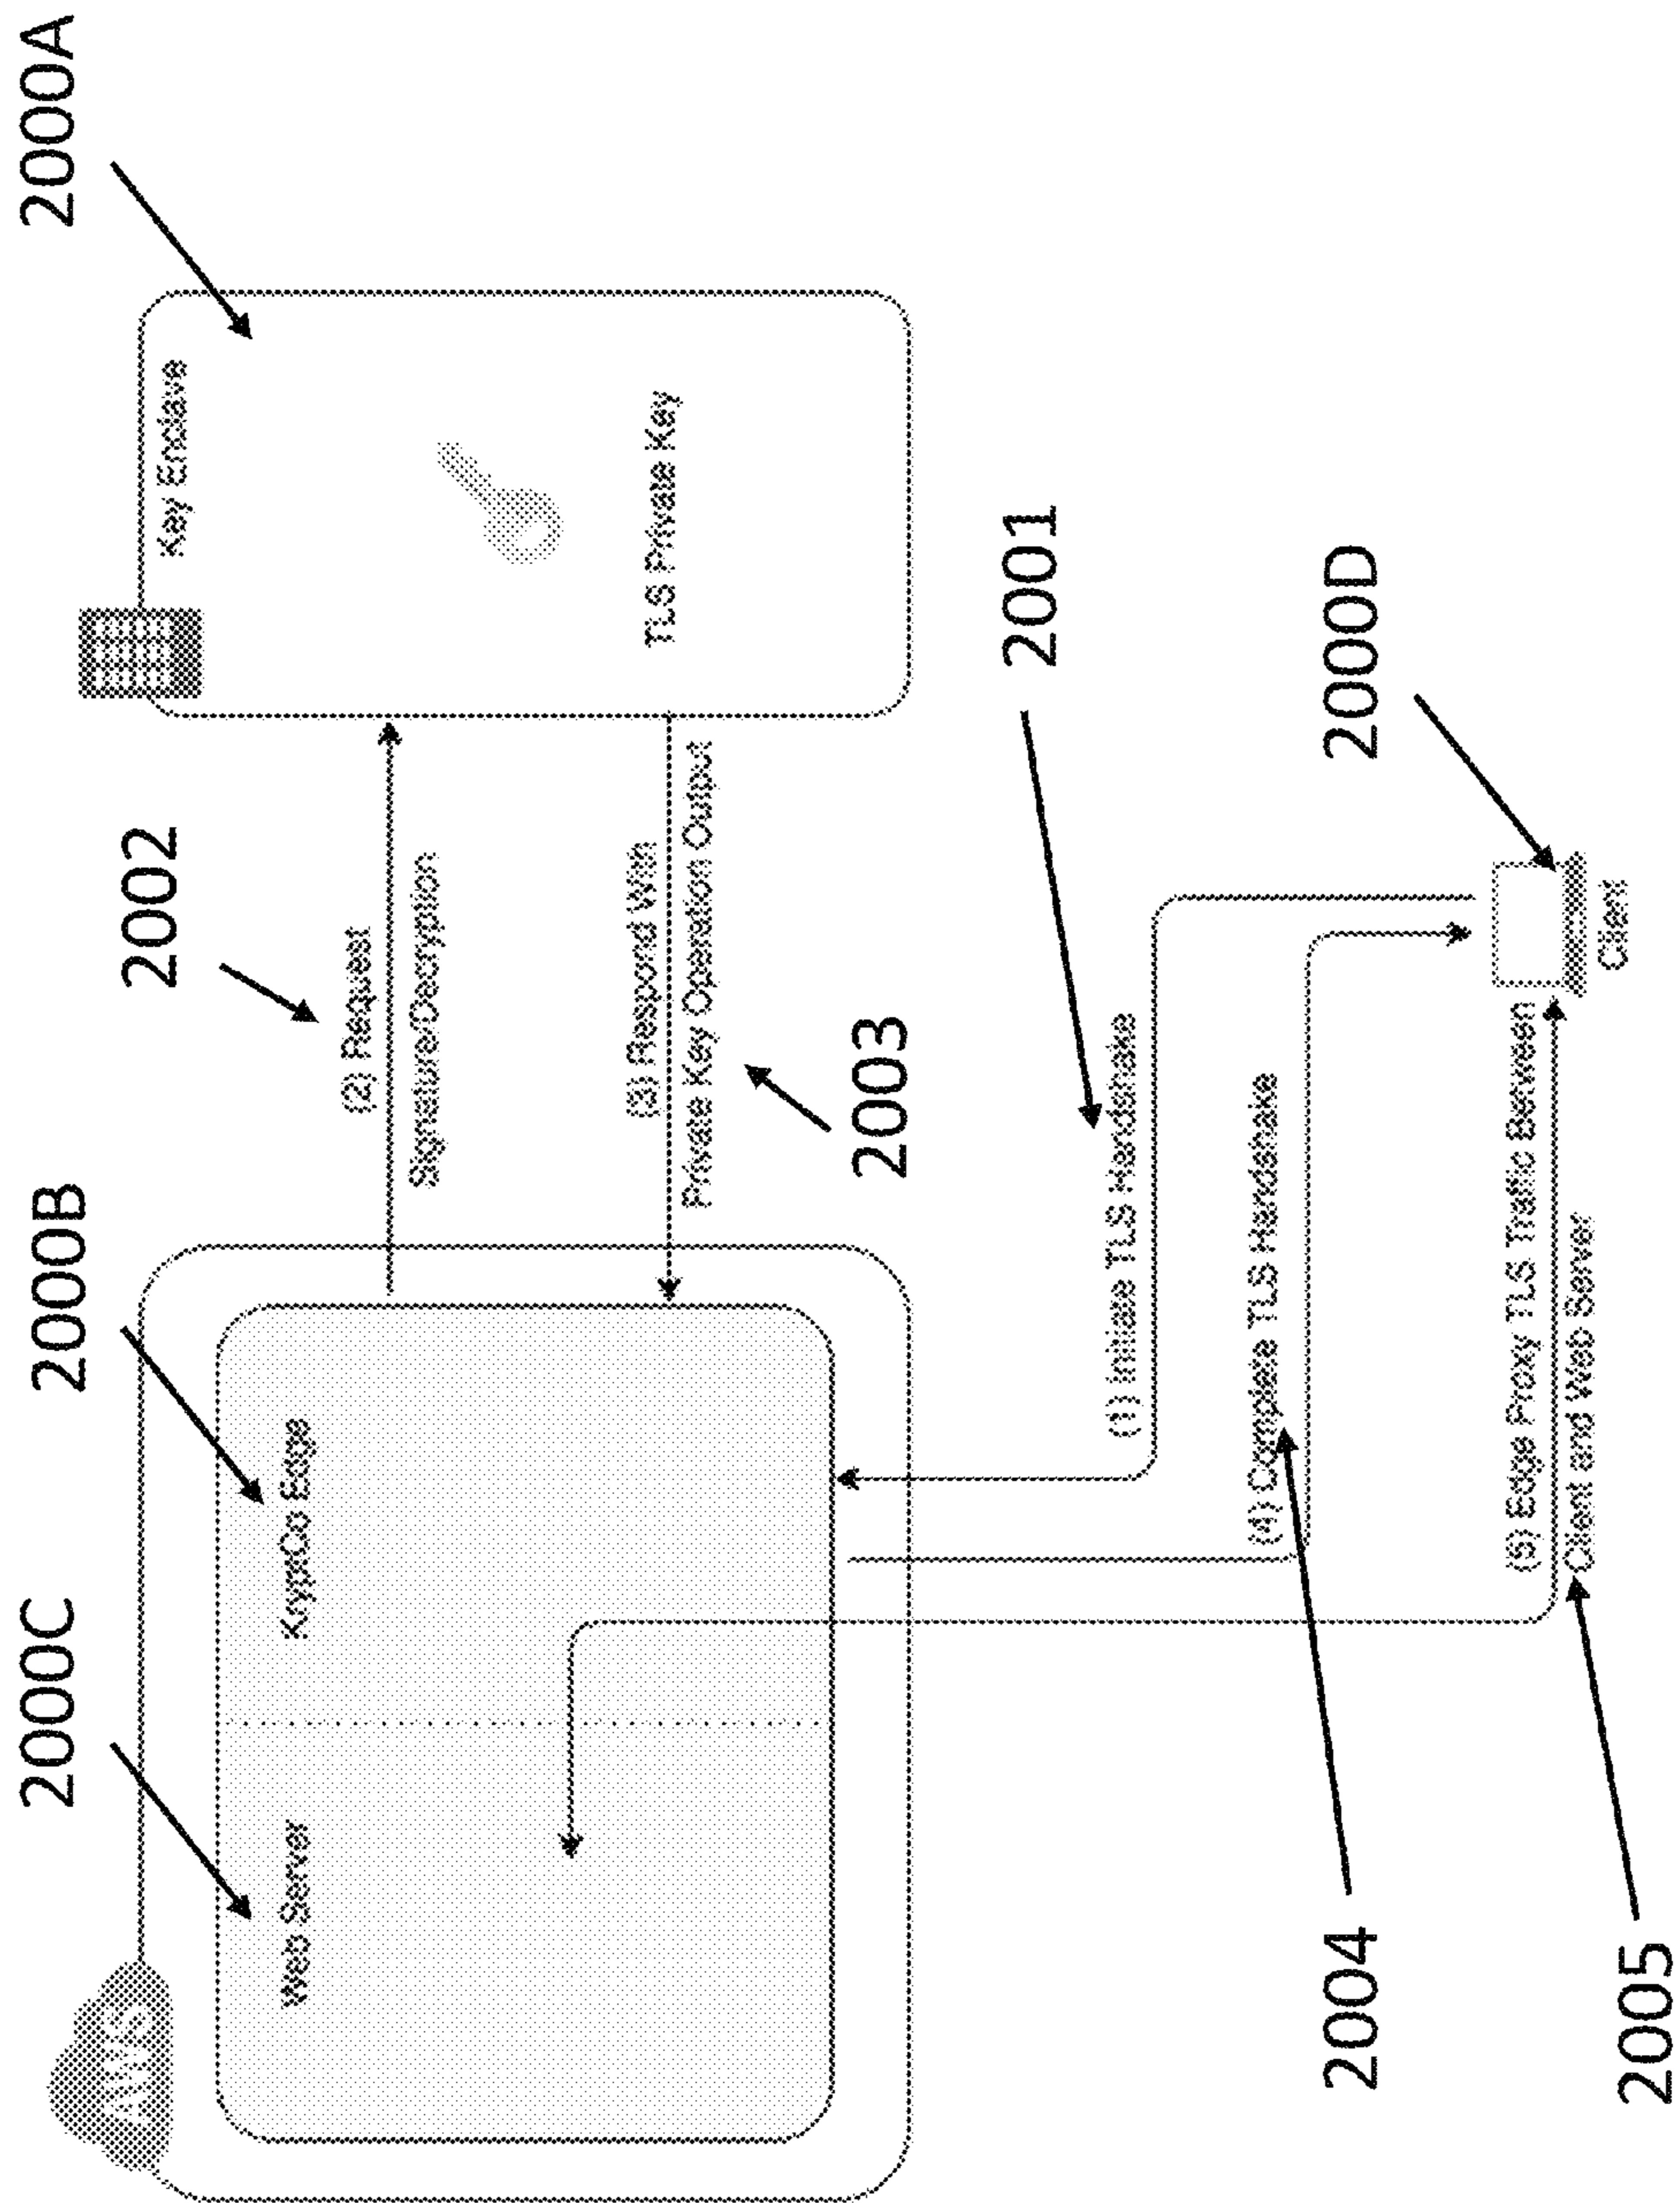 2000C
2000B
2002
2000A
AWS
Web Server
KryptCo Edge
(2) Request
Signature/Decryption
Key Enclave
(3) Respond With
Private Key Operation Output
TLS Private Key
2003
(1) Initiate TLS Handshake
2001
(4) Complete TLS Handshake
2004
2000D
(5) Edge Proxy TLS Traffic Between
Client and Web Server
Client
2005